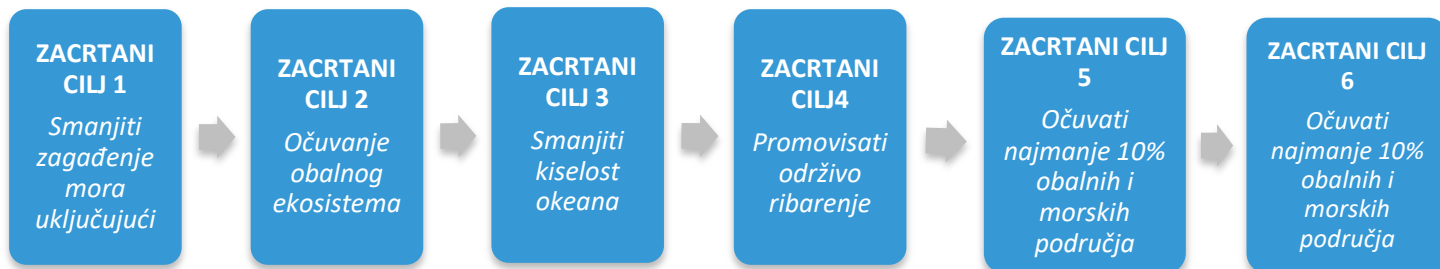 ZACRTANI
CILJ 1
Smanjiti
zagađenje
mora
uključujući
ZACRTANI
CILJ 2
Očuvanje
obalnog
ekosistema
ZACRTANI
CILJ 3
Smanjiti
kiselost
okeana
ZACRTANI
CILJ4
Promovisati
održivo
ribarenje
ZACRTANI CILJ
5
Očuvati
najmanje 10%
obalnih i
morskih
područja
ZACRTANI CILJ
6
Očuvati
najmanje 10%
obalnih i
morskih
područja